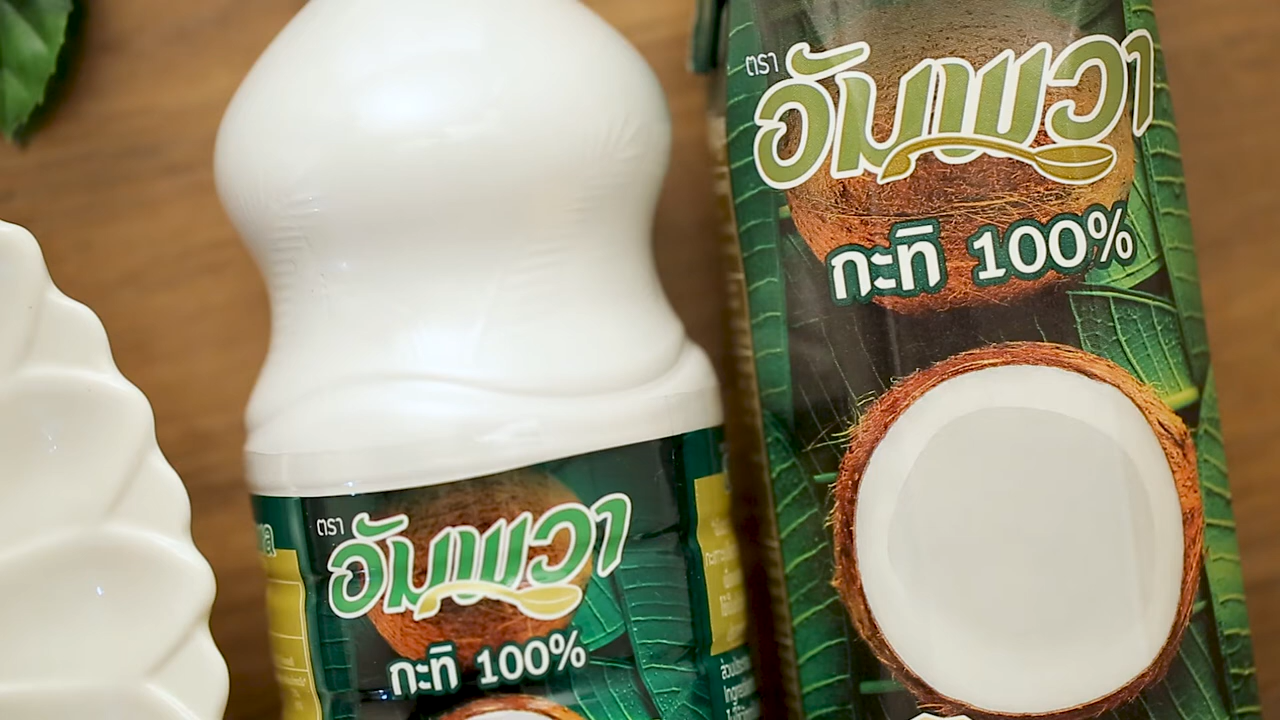 ตรา
อัมพวา
กะทิ 100%
ตรา
อัมพวา
กะทิ 100%